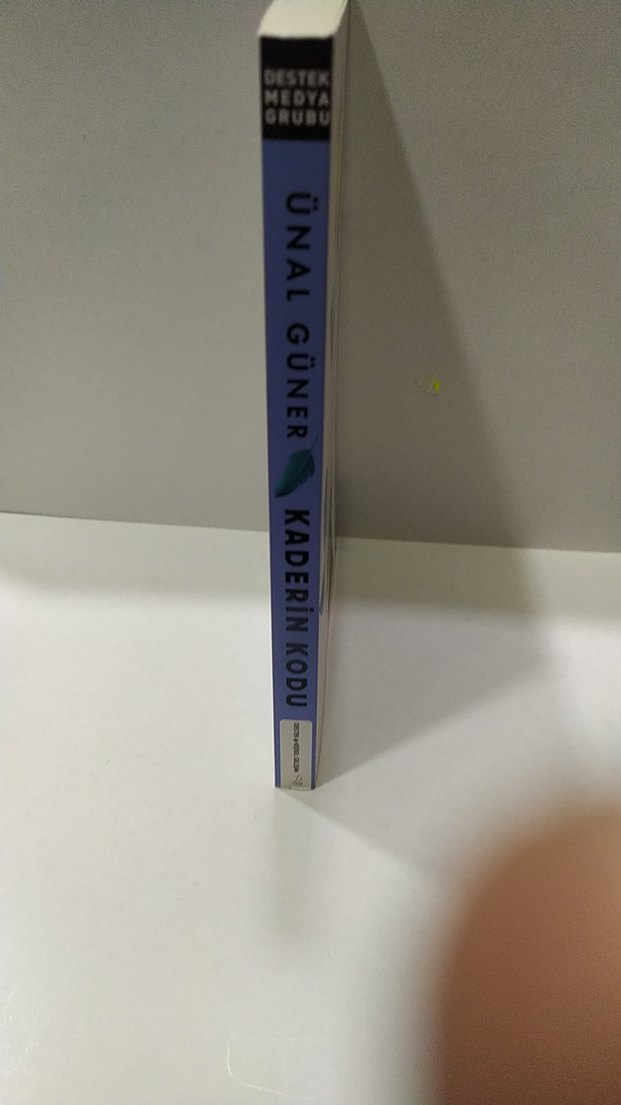 DESTEK
MEDYA
GRUBU
ÜNAL GÜNER
KADERİN KODU